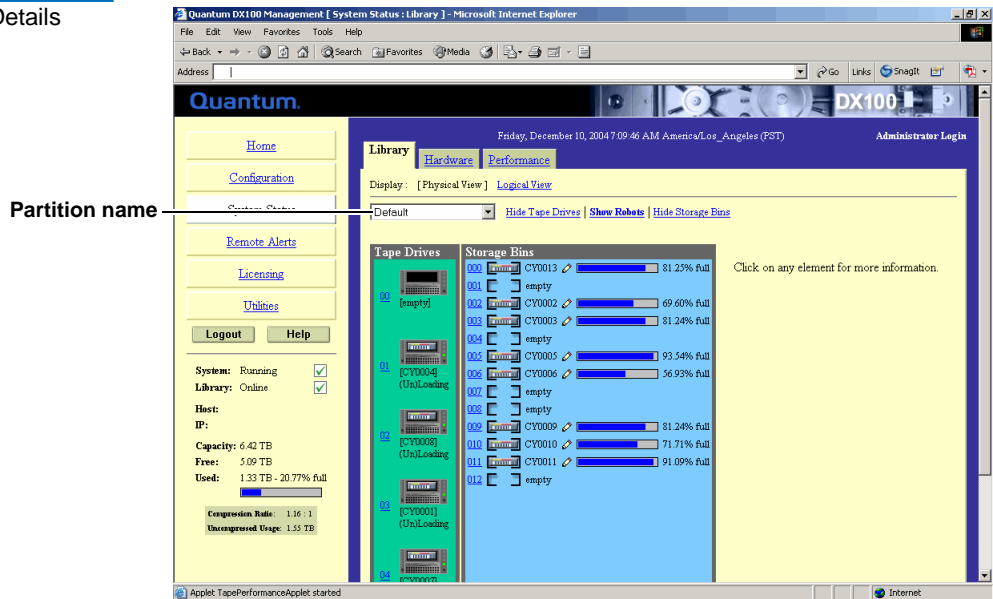 Details
Quantum DX100 Management [ System Status : Library ] - Microsoft Internet Explorer
File Edit View Favorites Tools Help
Back Search Favorites Media
Address Go Links SnagIt
Quantum. DX100
Friday, December 10, 2004 7:09:46 AM America/Los_Angeles (PST) Administrator Login
Home
Configuration
System Status
Remote Alerts
Licensing
Utilities
Logout Help
System: Running
Library: Online
Host:
IP:
Capacity: 6.42 TB
Free: 5.09 TB
Used: 1.33 TB - 20.77% full
Compression Ratio: 1.16 : 1
Uncompressed Usage: 1.55 TB
Partition name
Library Hardware Performance
Display : [ Physical View ] Logical View
Default Hide Tape Drives | Show Robots | Hide Storage Bins
Tape Drives
00 [empty]
01 [CY0004]
(Un)Loading
02 [CY0008]
(Un)Loading
03 [CY0001]
(Un)Loading
04 [CY0007]
Storage Bins
000 CY0013 81.25% full
001 empty
002 CY0002 69.60% full
003 CY0003 81.24% full
004 empty
005 CY0005 93.54% full
006 CY0006 56.93% full
007 empty
008 empty
009 CY0009 81.24% full
010 CY0010 71.71% full
011 CY0011 91.09% full
012 empty
Click on any element for more information.
Applet TapePerformanceApplet started Internet